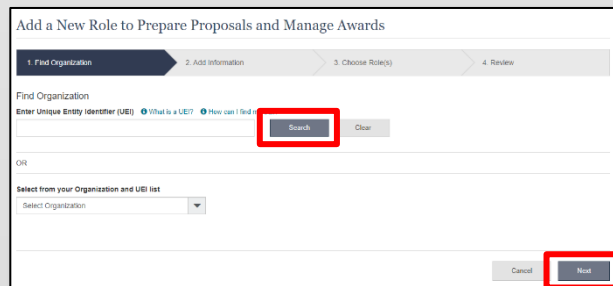 Add a New Role to Prepare Proposals and Manage Awards
1. Find Organization 2. Add Information 3. Choose Role(s) 4. Review
Find Organization
Enter Unique Entity Identifier (UEI) What is a UEI? How can I find
Search Clear
OR
Select from your Organization and UEI list
Select Organization
Cancel Next